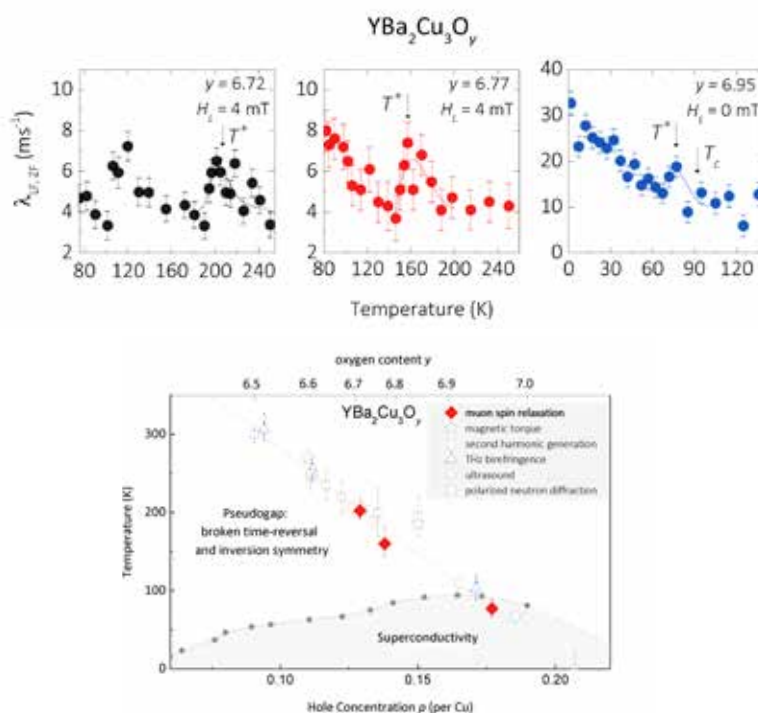 YBa₂Cu₃Oy
λLF, ZF (ms⁻¹)
10
8
6
4
2
y = 6.72
HL = 4 mT
T*
80 120 160 200 240
10
8
6
4
2
y = 6.77
HL = 4 mT
T*
80 120 160 200 240
40
30
20
10
0
y = 6.95
HL = 0 mT
T*
Tc
0 30 60 90 120
Temperature (K)
oxygen content y
6.5 6.6 6.7 6.8 6.9 7.0
YBa₂Cu₃Oy
muon spin relaxation
magnetic torque
second harmonic generation
THz birefringence
ultrasound
polarized neutron diffraction
300
200
100
0
Temperature (K)
Pseudogap:
broken time-reversal
and inversion symmetry
Superconductivity
0.10 0.15 0.20
Hole Concentration p (per Cu)